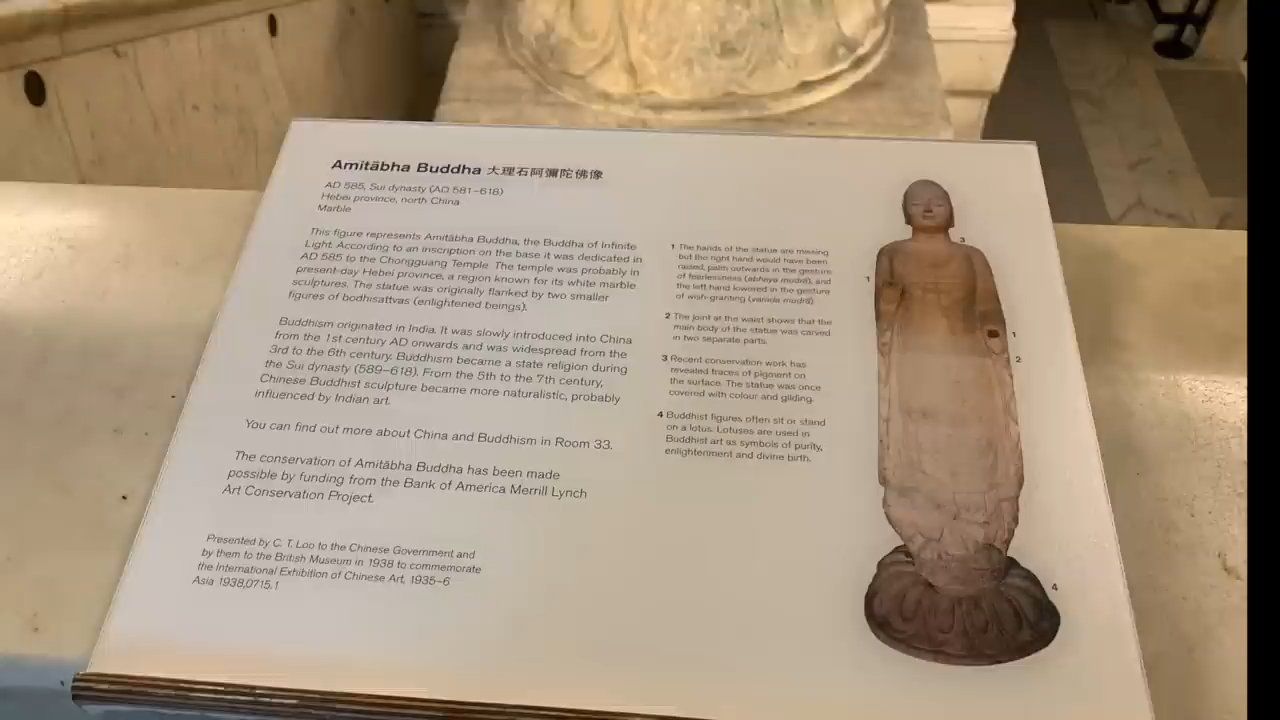 Amitābha Buddha 大理石阿彌陀佛像
AD 585, Sui dynasty (AD 581–618)
Hebei province, north China
Marble
This figure represents Amitābha Buddha, the Buddha of Infinite
Light. According to an inscription on the base it was dedicated in
AD 585 to the Chongguang Temple. The temple was probably in
present-day Hebei province, a region known for its white marble
sculptures. The statue was originally flanked by two smaller
figures of bodhisattvas (enlightened beings).
Buddhism originated in India. It was slowly introduced into China
from the 1st century AD onwards and was widespread from the
3rd to the 6th century. Buddhism became a state religion during
the Sui dynasty (589–618). From the 5th to the 7th century,
Chinese Buddhist sculpture became more naturalistic, probably
influenced by Indian art.
You can find out more about China and Buddhism in Room 33.
The conservation of Amitābha Buddha has been made
possible by funding from the Bank of America Merrill Lynch
Art Conservation Project.
Presented by C. T. Loo to the Chinese Government and
by them to the British Museum in 1938 to commemorate
the International Exhibition of Chinese Art, 1935–6
Asia 1938,0715.1
1 The hands of the statue are missing
but the right hand would have been
raised, palm outwards in the gesture
of fearlessness (abhaya mudrā), and
the left hand lowered in the gesture
of wish-granting (varada mudrā).
2 The joint at the waist shows that the
main body of the statue was carved
in two separate parts.
3 Recent conservation work has
revealed traces of pigment on
the surface. The statue was once
covered with colour and gilding.
4 Buddhist figures often sit or stand
on a lotus. Lotuses are used in
Buddhist art as symbols of purity,
enlightenment and divine birth.
3
1
1
2
4